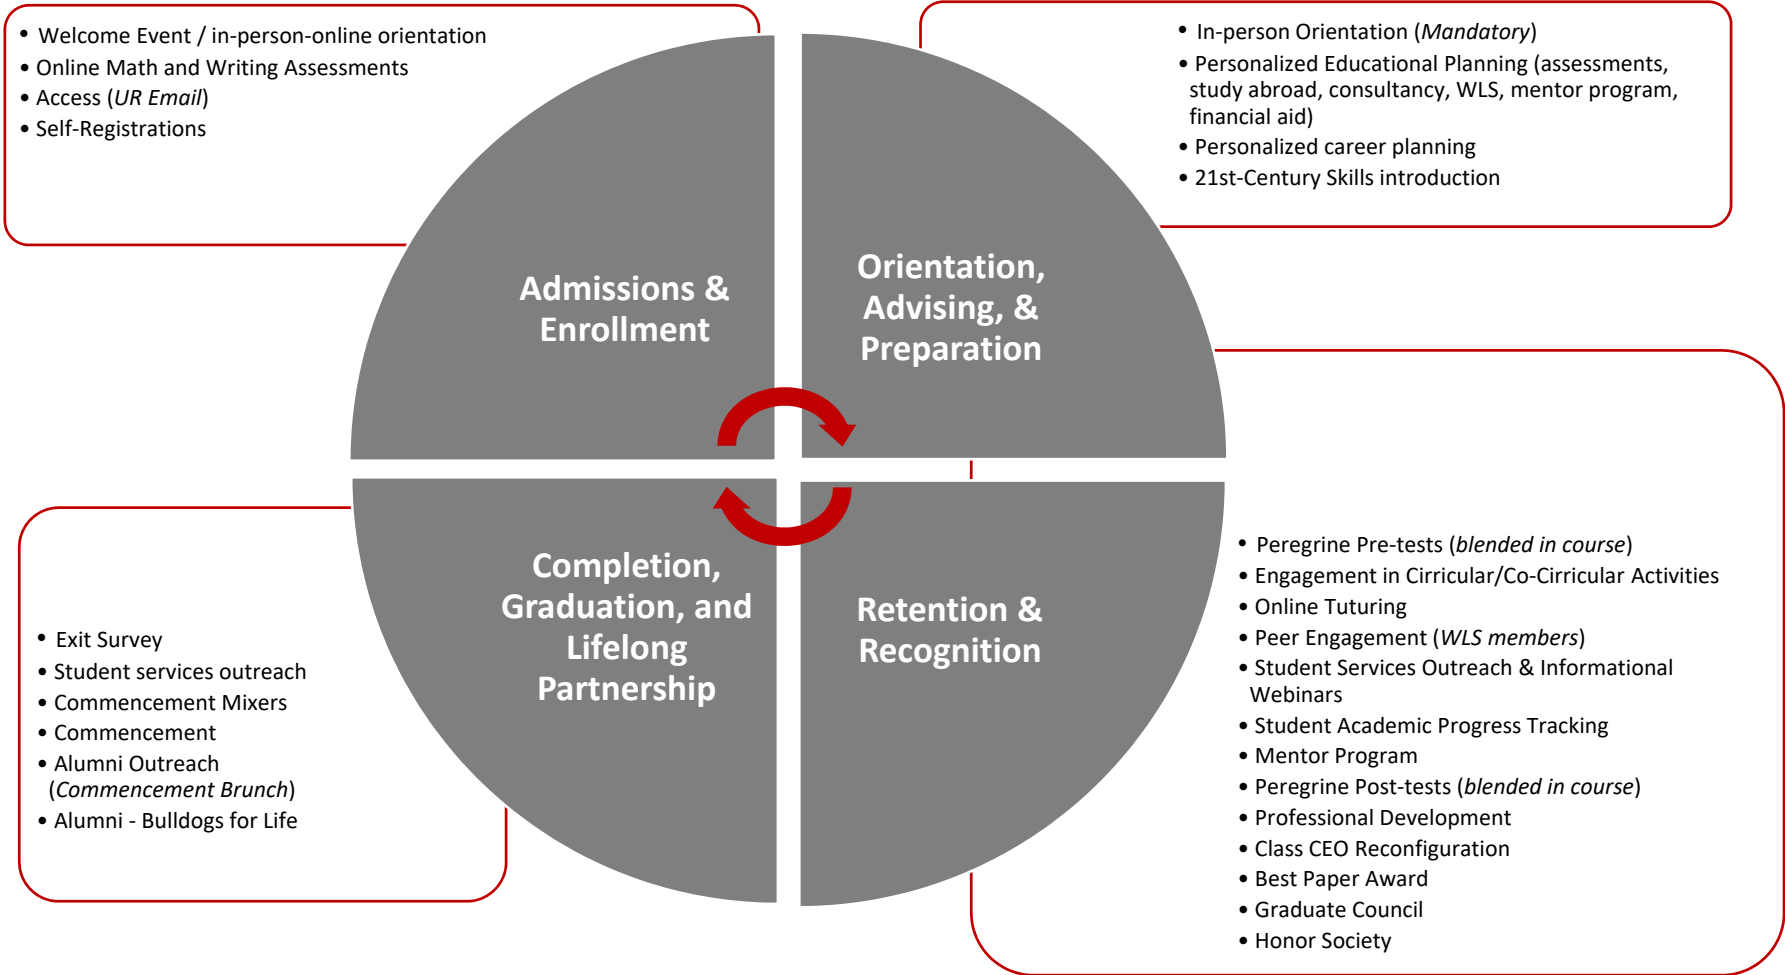 • Welcome Event / in-person-online orientation
• Online Math and Writing Assessments
• Access (UR Email)
• Self-Registrations
• In-person Orientation (Mandatory)
• Personalized Educational Planning (assessments,
study abroad, consultancy, WLS, mentor program,
financial aid)
• Personalized career planning
• 21st-Century Skills introduction
Admissions &
Enrollment
Orientation,
Advising, &
Preparation
Completion,
Graduation, and
Lifelong
Partnership
Retention &
Recognition
• Exit Survey
• Student services outreach
• Commencement Mixers
• Commencement
• Alumni Outreach
(Commencement Brunch)
• Alumni - Bulldogs for Life
• Peregrine Pre-tests (blended in course)
• Engagement in Cirricular/Co-Cirricular Activities
• Online Tuturing
• Peer Engagement (WLS members)
• Student Services Outreach & Informational
Webinars
• Student Academic Progress Tracking
• Mentor Program
• Peregrine Post-tests (blended in course)
• Professional Development
• Class CEO Reconfiguration
• Best Paper Award
• Graduate Council
• Honor Society